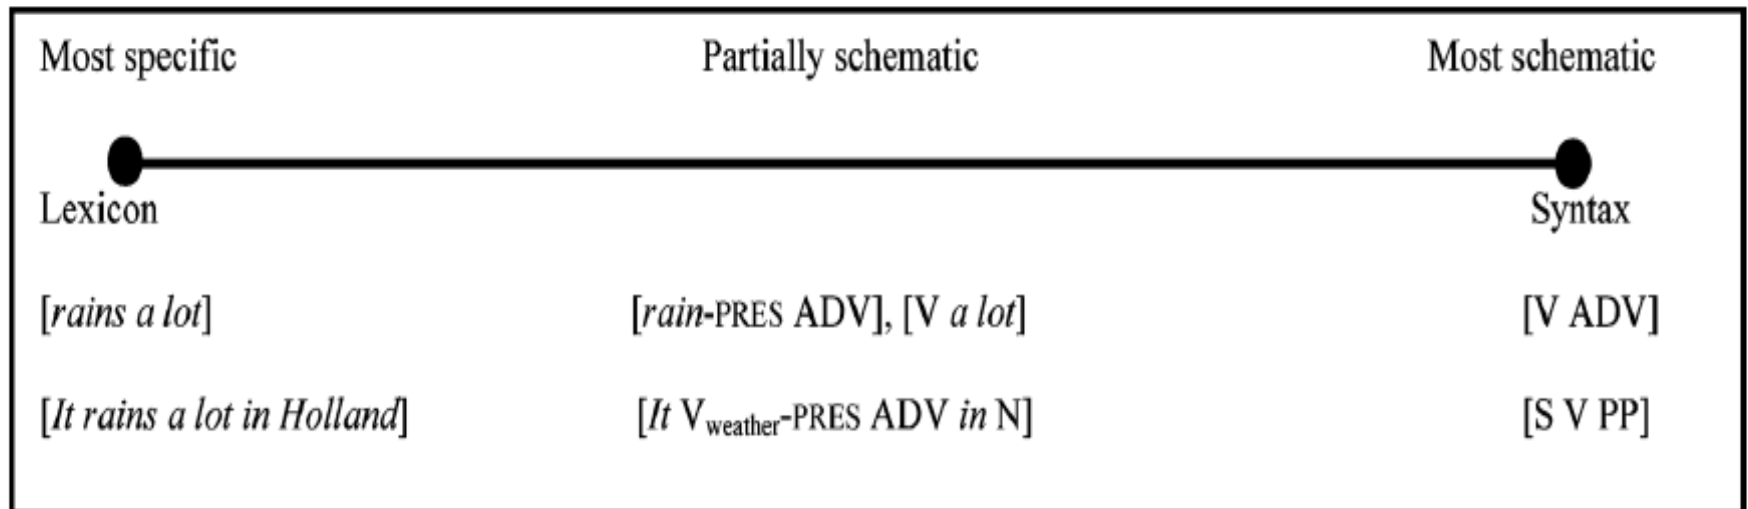 Most specific Partially schematic Most schematic
Lexicon Syntax
[rains a lot] [rain-PRES ADV], [V a lot] [V ADV]
[It rains a lot in Holland] [It Vweather-PRES ADV in N] [S V PP]